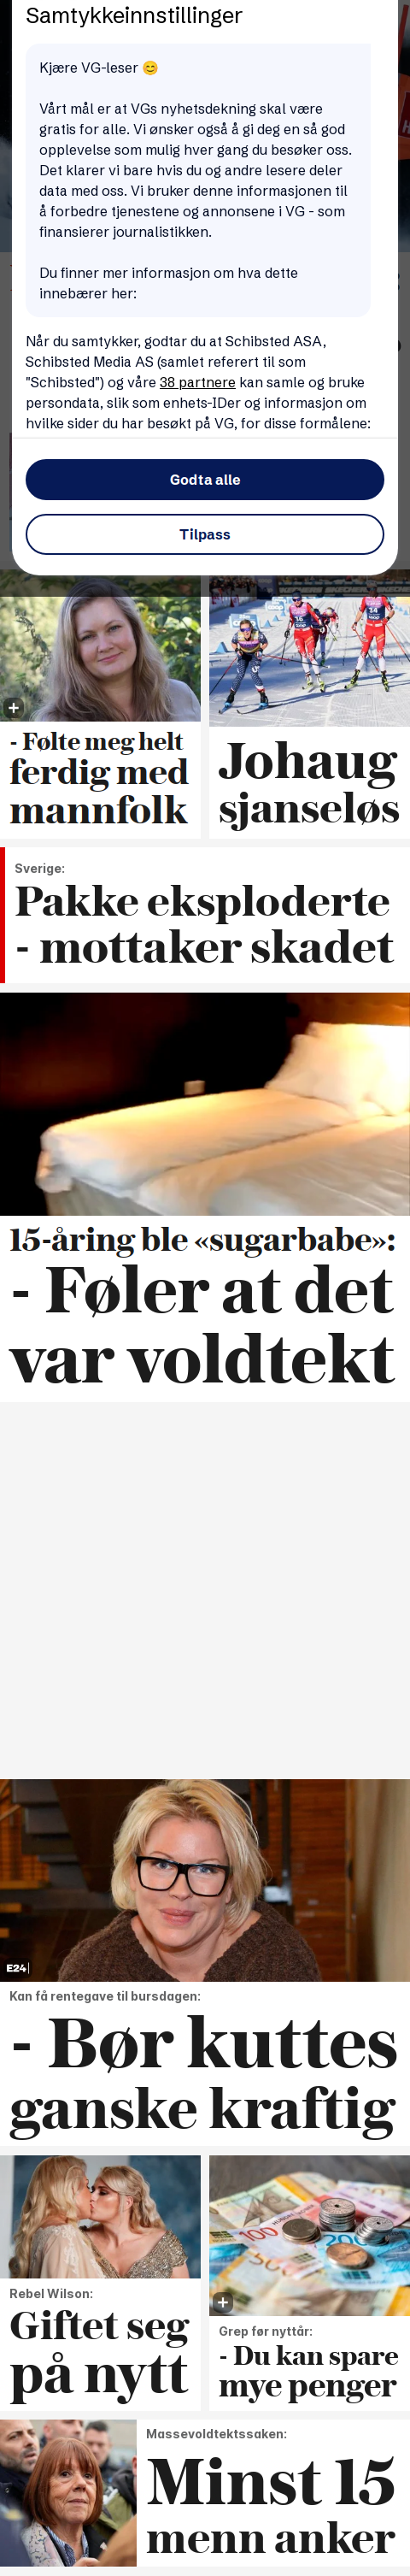 Samtykkeinnstillinger
Kjære VG-leser 😊
Vårt mål er at VGs nyhetsdekning skal være
gratis for alle. Vi ønsker også å gi deg en så god
opplevelse som mulig hver gang du besøker oss.
Det klarer vi bare hvis du og andre lesere deler
data med oss. Vi bruker denne informasjonen til
å forbedre tjenestene og annonsene i VG - som
finansierer journalistikken.
Du finner mer informasjon om hva dette
innebærer her:
Når du samtykker, godtar du at Schibsted ASA,
Schibsted Media AS (samlet referert til som
"Schibsted") og våre 38 partnere kan samle og bruke
persondata, slik som enhets-IDer og informasjon om
hvilke sider du har besøkt på VG, for disse formålene:
Godta alle
Tilpass
- Følte meg helt
ferdig med
mannfolk
Johaug
sjanseløs
Sverige:
Pakke eksploderte
- mottaker skadet
15-åring ble «sugarbabe»:
- Føler at det
var voldtekt
E24
Kan få rentegave til bursdagen:
- Bør kuttes
ganske kraftig
Rebel Wilson:
Giftet seg
på nytt
Grep før nyttår:
- Du kan spare
mye penger
Massevoldtektssaken:
Minst 15
menn anker